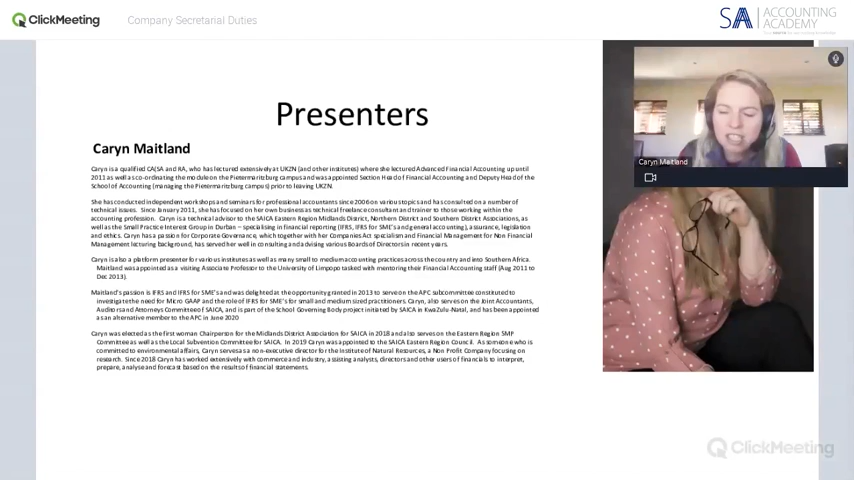 ClickMeeting
Company Secretarial Duties
SA ACCOUNTING
ACADEMY
Presenters
Caryn Maitland
Caryn is a qualified CA(SA and RA, who has lectured extensively at UKZN (and other institutes) where she lectured Advanced Financial Accounting up until
2011 as well as co-ordinating the module on the Pietermaritzburg campus and was appointed Section Head of Financial Accounting and Deputy Head of the
School of Accounting (managing the Pietermaritzburg campus) prior to leaving UKZN.
She has conducted independent workshops and seminars for professional accountants since 2006 on various topics and has consulted on a number of
technical issues. Since January 2011, she has focused on her own business as technical freelance consultant and trainer to those working within the
accounting profession. Caryn is a technical advisor to the SAICA Eastern Region Midlands District, Northern District and Southern District Associations, as
well as the Small Practice Interest Group in Durban – specialising in financial reporting (IFRS, IFRS for SME's and general accounting), assurance, legislation
and ethics. Caryn has a passion for Corporate Governance, which together with her Companies Act specialism and Financial Management for Non Financial
Management lecturing background, has served her well in consulting and advising various Boards of Directors in recent years.
Caryn is also a platform presenter for various institutes as well as many small to medium accounting practices across the country and into Southern Africa.
Maitland was appointed as a visiting Associate Professor to the University of Limpopo tasked with mentoring their Financial Accounting staff (Aug 2011 to
Dec 2013).
Maitland's passion is IFRS and IFRS for SME's and was delighted at the opportunity granted in 2013 to serve on the APC subcommittee constituted to
investigate the need for Micro GAAP and the role of IFRS for SME's for small and medium sized practitioners. Caryn, also serves on the Joint Accountants,
Auditors and Attorneys Committee of SAICA, and is part of the School Governing Body project initiated by SAICA in KwaZulu-Natal, and has been appointed
as an alternative member to the APC in June 2020
Caryn was elected as the first woman Chairperson for the Midlands District Association for SAICA in 2018 and also serves on the Eastern Region SMP
Committee as well as the Local Subvention Committee for SAICA. In 2019 Caryn was appointed to the SAICA Eastern Region Council. As someone who is
committed to environmental affairs, Caryn serves as a non-executive director for the Institute of Natural Resources, a Non Profit Company focusing on
research. Since 2018 Caryn has worked extensively with commerce and industry, assisting analysts, directors and other users of financials to interpret,
prepare, analyse and forecast based on the results of financial statements.
Caryn Maitland
ClickMeeting